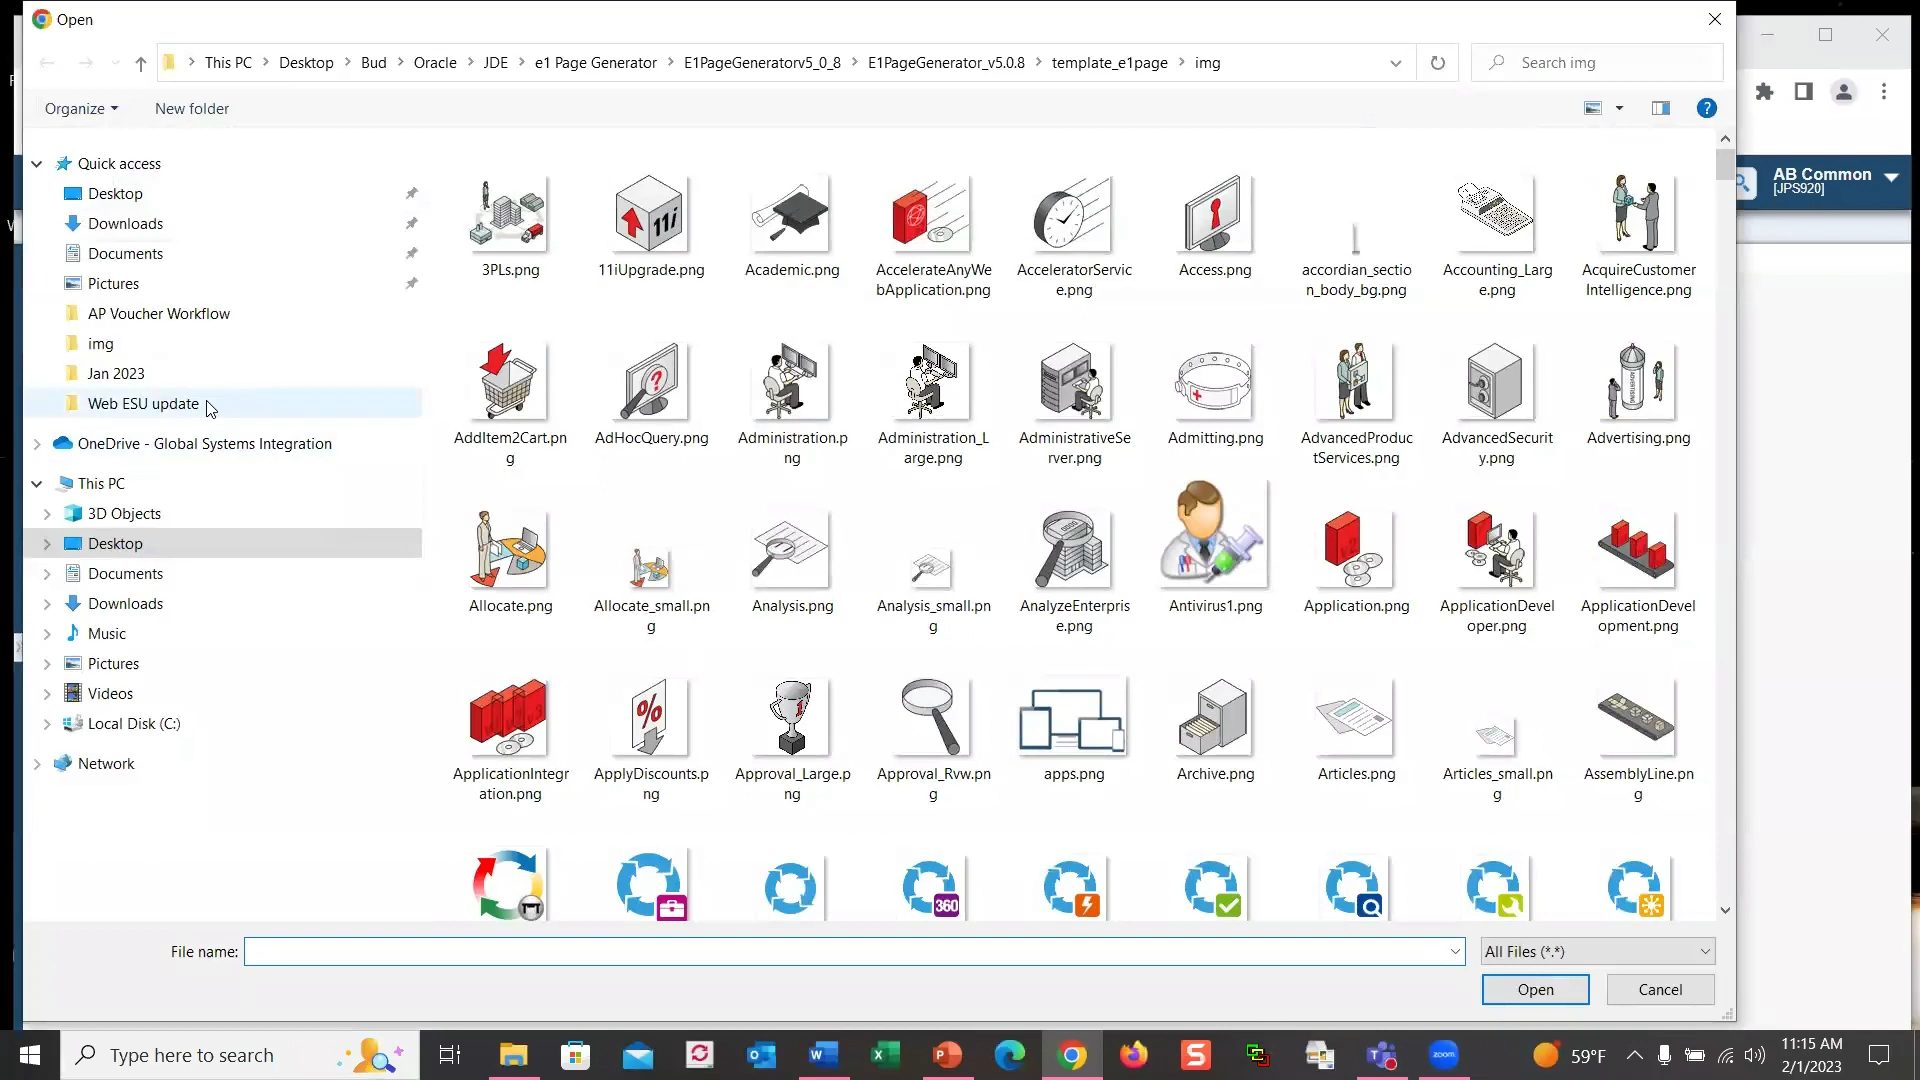 Open
This PC
Desktop
Bud
Oracle
JDE
e1 Page Generator
E1PageGeneratorv5_0_8
E1PageGenerator_v5.0.8
template_e1page
img
Search img
Organize
New folder
?
AB Common
[JPS920]
Quick access
Desktop
Downloads
Documents
Pictures
AP Voucher Workflow
img
Jan 2023
Web ESU update
OneDrive - Global Systems Integration
This PC
3D Objects
Desktop
Documents
Downloads
Music
Pictures
Videos
Local Disk (C:)
Network
11i
3PLs.png
11iUpgrade.png
Academic.png
AccelerateAnyWe
bApplication.png
AcceleratorServic
e.png
Access.png
accordian_sectio
n_body_bg.png
Accounting_Larg
e.png
AcquireCustomer
Intelligence.png
?
ADVERTISING
AddItem2Cart.pn
g
AdHocQuery.png
Administration.p
ng
Administration_L
arge.png
AdministrativeSe
rver.png
Admitting.png
AdvancedProduc
tServices.png
AdvancedSecurit
y.png
Advertising.png
Allocate.png
Allocate_small.pn
g
Analysis.png
Analysis_small.pn
g
AnalyzeEnterpris
e.png
Antivirus1.png
Application.png
ApplicationDevel
oper.png
ApplicationDevel
opment.png
%
1
ApplicationIntegr
ation.png
ApplyDiscounts.p
ng
Approval_Large.p
ng
Approval_Rvw.pn
g
apps.png
Archive.png
Articles.png
Articles_small.pn
g
AssemblyLine.pn
g
360
File name:
All Files (*.*)
Open
Cancel
Type here to search
zoom
59°F
11:15 AM
2/1/2023